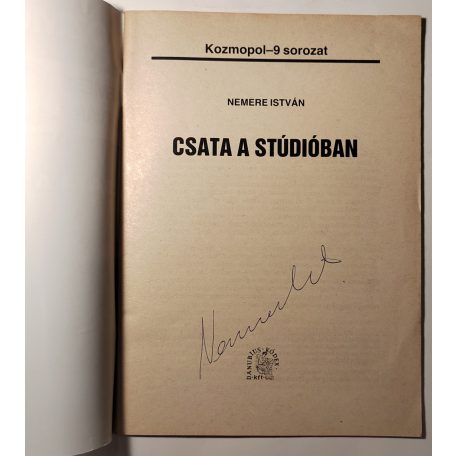 Kozmopol–9 sorozat
NEMERE ISTVÁN
CSATA A STÚDIÓBAN